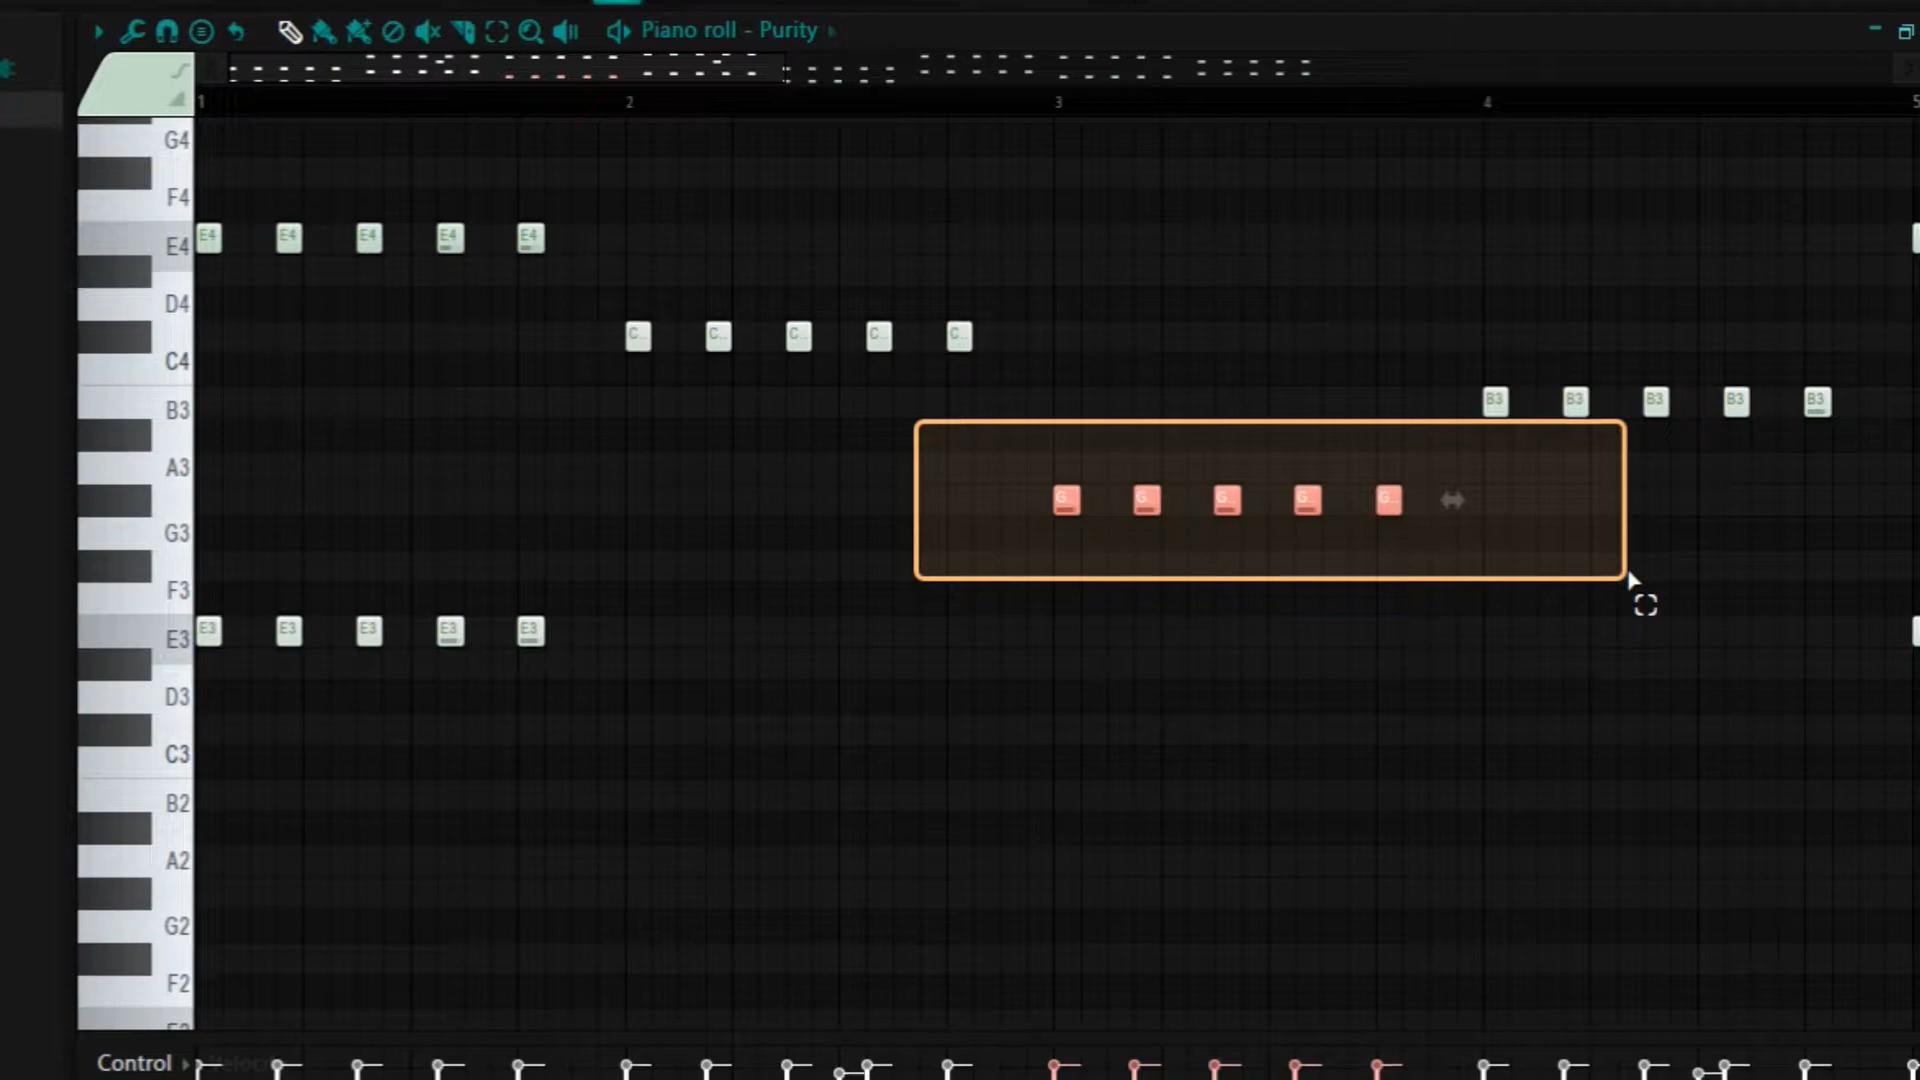 Piano roll - Purity
1 2 3 4 5
G4
F4
E4 E4 E4 E4 E4 E4
D4
C.. C.. C.. C.. C..
C4
B3 B3 B3 B3 B3 B3
A3
G.. G.. G.. G.. G..
G3
F3
E3 E3 E3 E3 E3 E3
D3
C3
B2
A2
G2
F2
Control